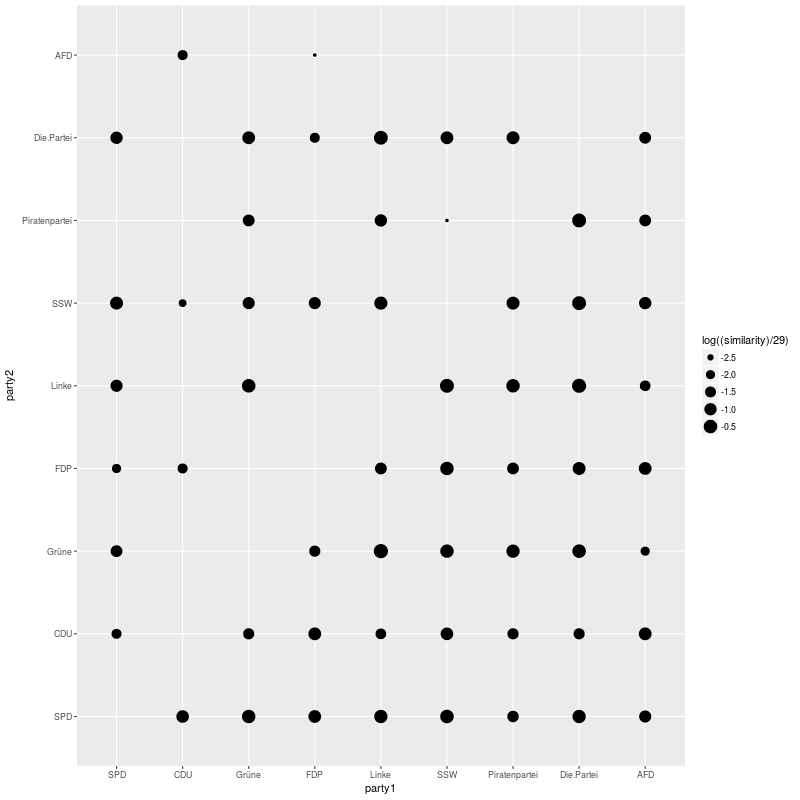 AFD
Die.Partei
Piratenpartei
SSW
Linke
FDP
Grüne
CDU
SPD
party2
SPD CDU Grüne FDP Linke SSW Piratenpartei Die.Partei AFD
party1
log((similarity)/29)
-2.5
-2.0
-1.5
-1.0
-0.5